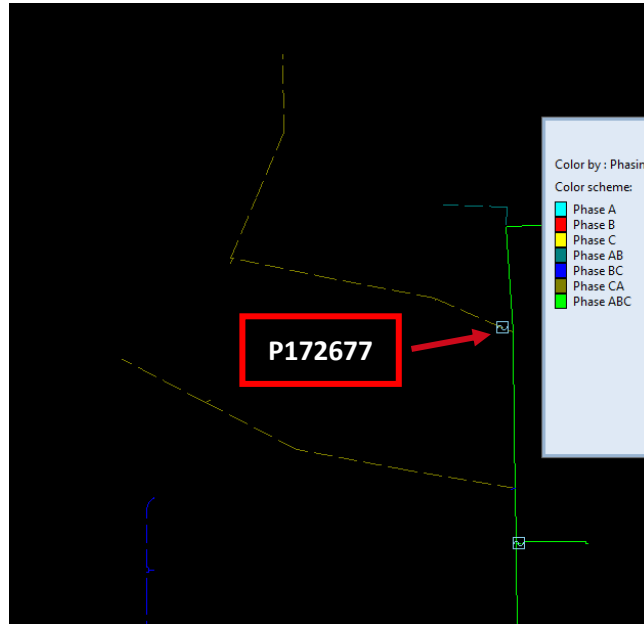 Color by : Phasin
Color scheme:
Phase A
Phase B
Phase C
Phase AB
Phase BC
Phase CA
Phase ABC
P172677